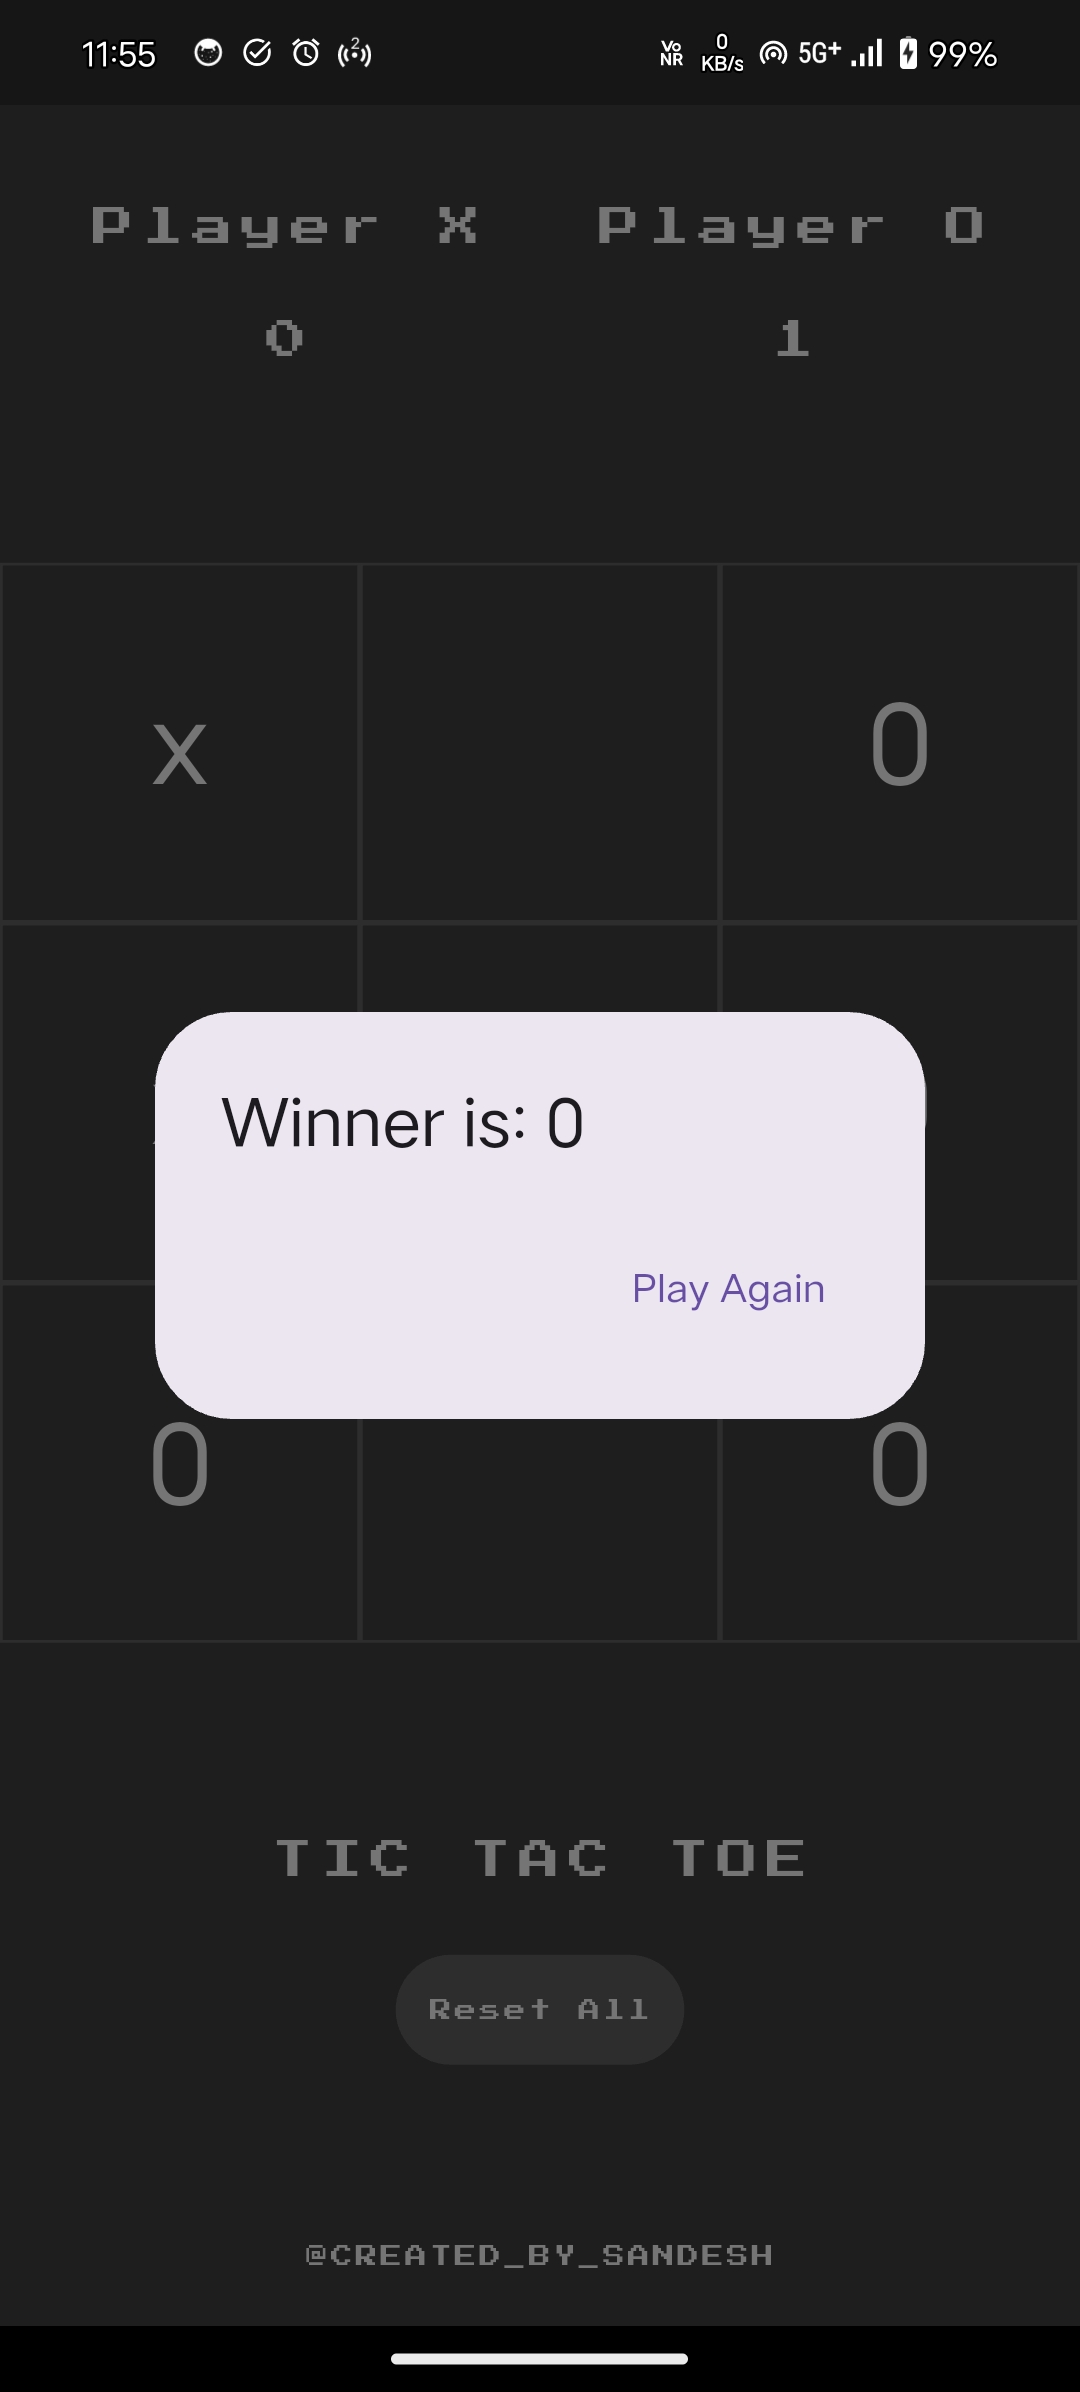 11:55 2 Vo NR 0 KB/s 5G+ 99%
Player X Player O
0 1
x 0
Winner is: 0
Play Again
0 0
TIC TAC TOE
Reset All
@CREATED_BY_SANDESH